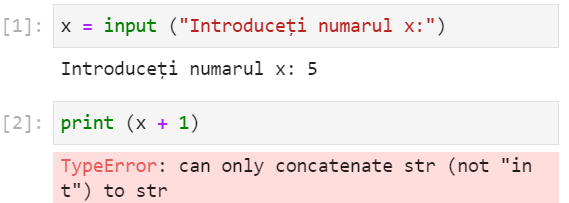 [1]: x = input ("Introduceți numarul x:")
Introduceți numarul x: 5
[2]: print (x + 1)
TypeError: can only concatenate str (not "in
t") to str